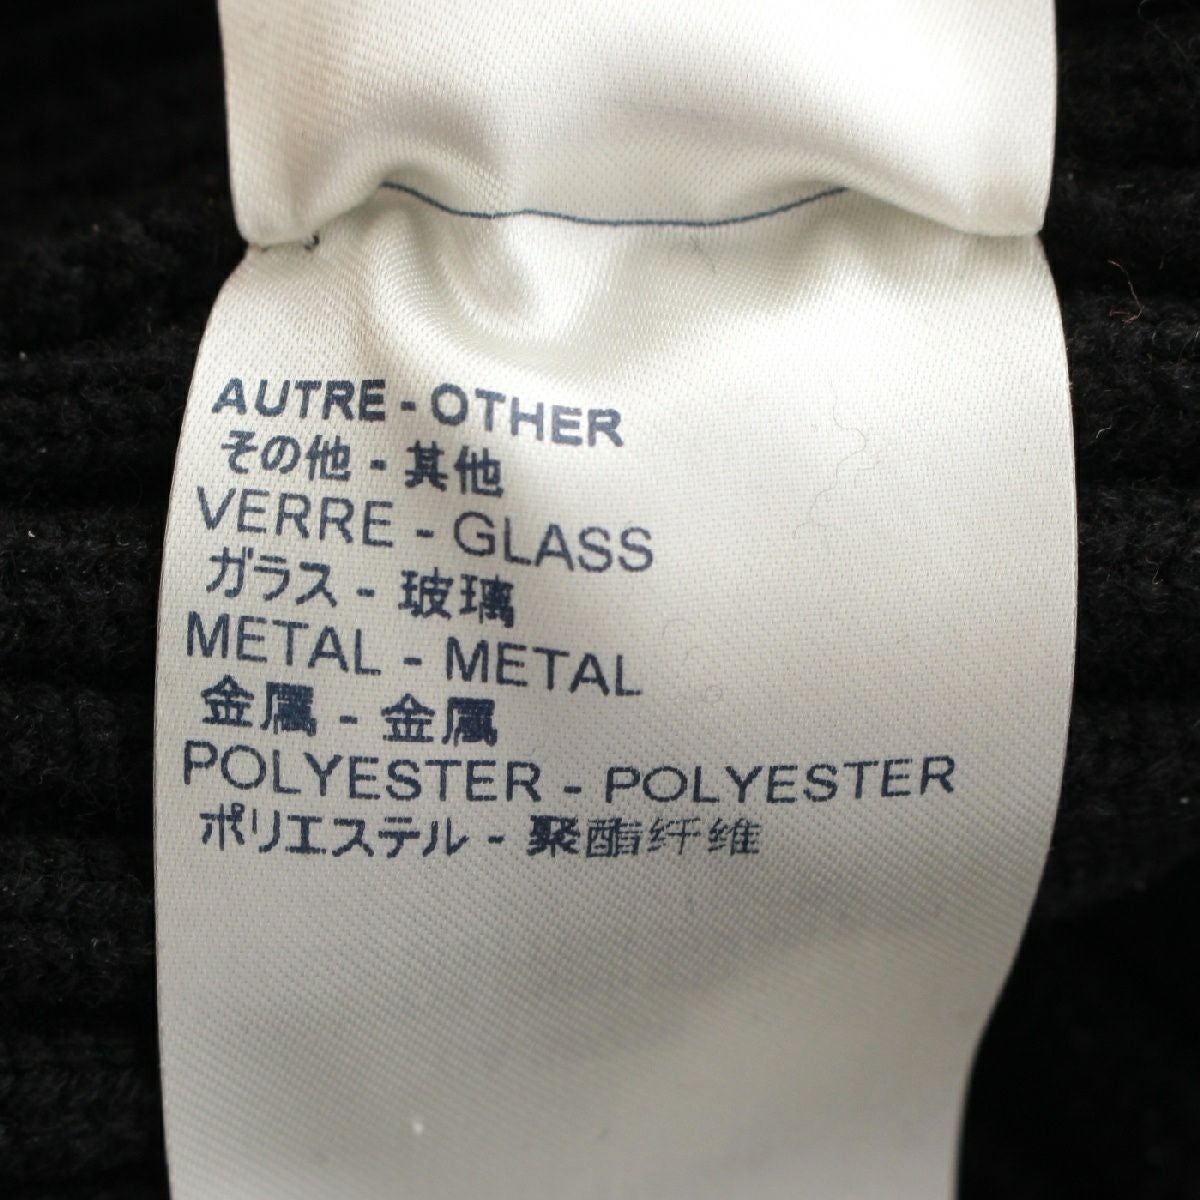 AUTRE - OTHER
その他 - 其他
VERRE - GLASS
ガラス - 玻璃
METAL - METAL
金属 - 金属
POLYESTER - POLYESTER
ポリエステル - 聚酯纤维